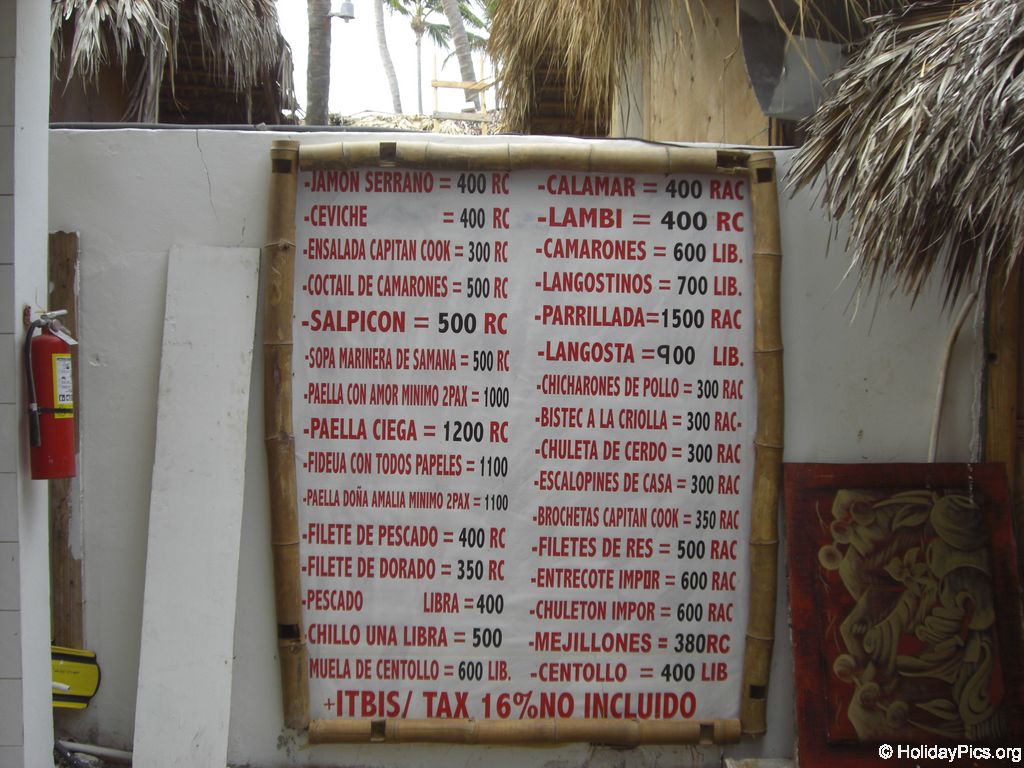 -JAMÓN SERRANO = 400 RC
-CEVICHE = 400 RC
-ENSALADA CAPITAN COOK = 300 RC
-COCTAIL DE CAMARONES = 500 RC
-SALPICON = 500 RC
-SOPA MARINERA DE SAMANA = 500 RC
-PAELLA CON AMOR MINIMO 2PAX = 1000
-PAELLA CIEGA = 1200 RC
-FIDEUA CON TODOS PAPELES = 1100
-PAELLA DOÑA AMALIA MINIMO 2PAX = 1100
-FILETE DE PESCADO = 400 RC
-FILETE DE DORADO = 350 RC
-PESCADO LIBRA = 400
-CHILLO UNA LIBRA = 500
MUELA DE CENTOLLO = 600 LIB.
-CALAMAR = 400 RAC
-LAMBI = 400 RC
-CAMARONES = 600 LIB.
-LANGOSTINOS = 700 LIB.
-PARRILLADA=1500 RAC
-LANGOSTA =900 LIB.
-CHICHARONES DE POLLO = 300 RAC
-BISTEC A LA CRIOLLA = 300 RAC-
-CHULETA DE CERDO = 300 RAC
-ESCALOPINES DE CASA = 300 RAC
-BROCHETAS CAPITAN COOK = 350 RAC
-FILETES DE RES = 500 RAC
-ENTRECOTE IMPOR = 600 RAC
-CHULETON IMPOR = 600 RAC
-MEJILLONES = 380RC
-CENTOLLO = 400 LIB
+ITBIS/ TAX 16%NO INCLUIDO
© HolidayPics.org